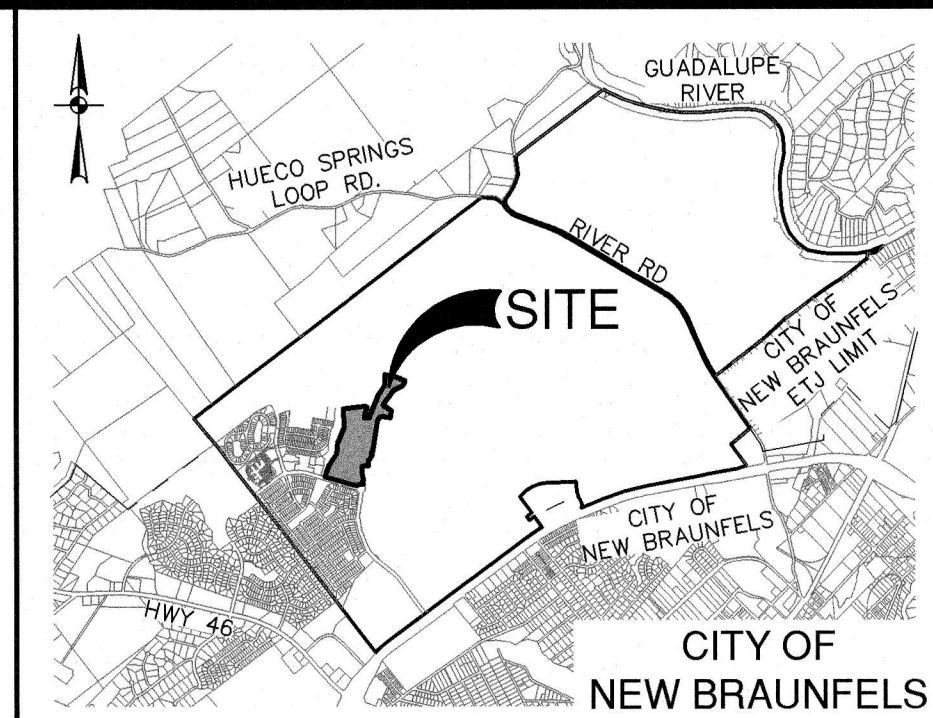 GUADALUPE
RIVER
HUECO SPRINGS
LOOP RD.
RIVER RD
SITE
CITY OF
NEW BRAUNFELS
ETJ LIMIT
CITY OF
NEW BRAUNFELS
HWY 46
CITY OF
NEW BRAUNFELS